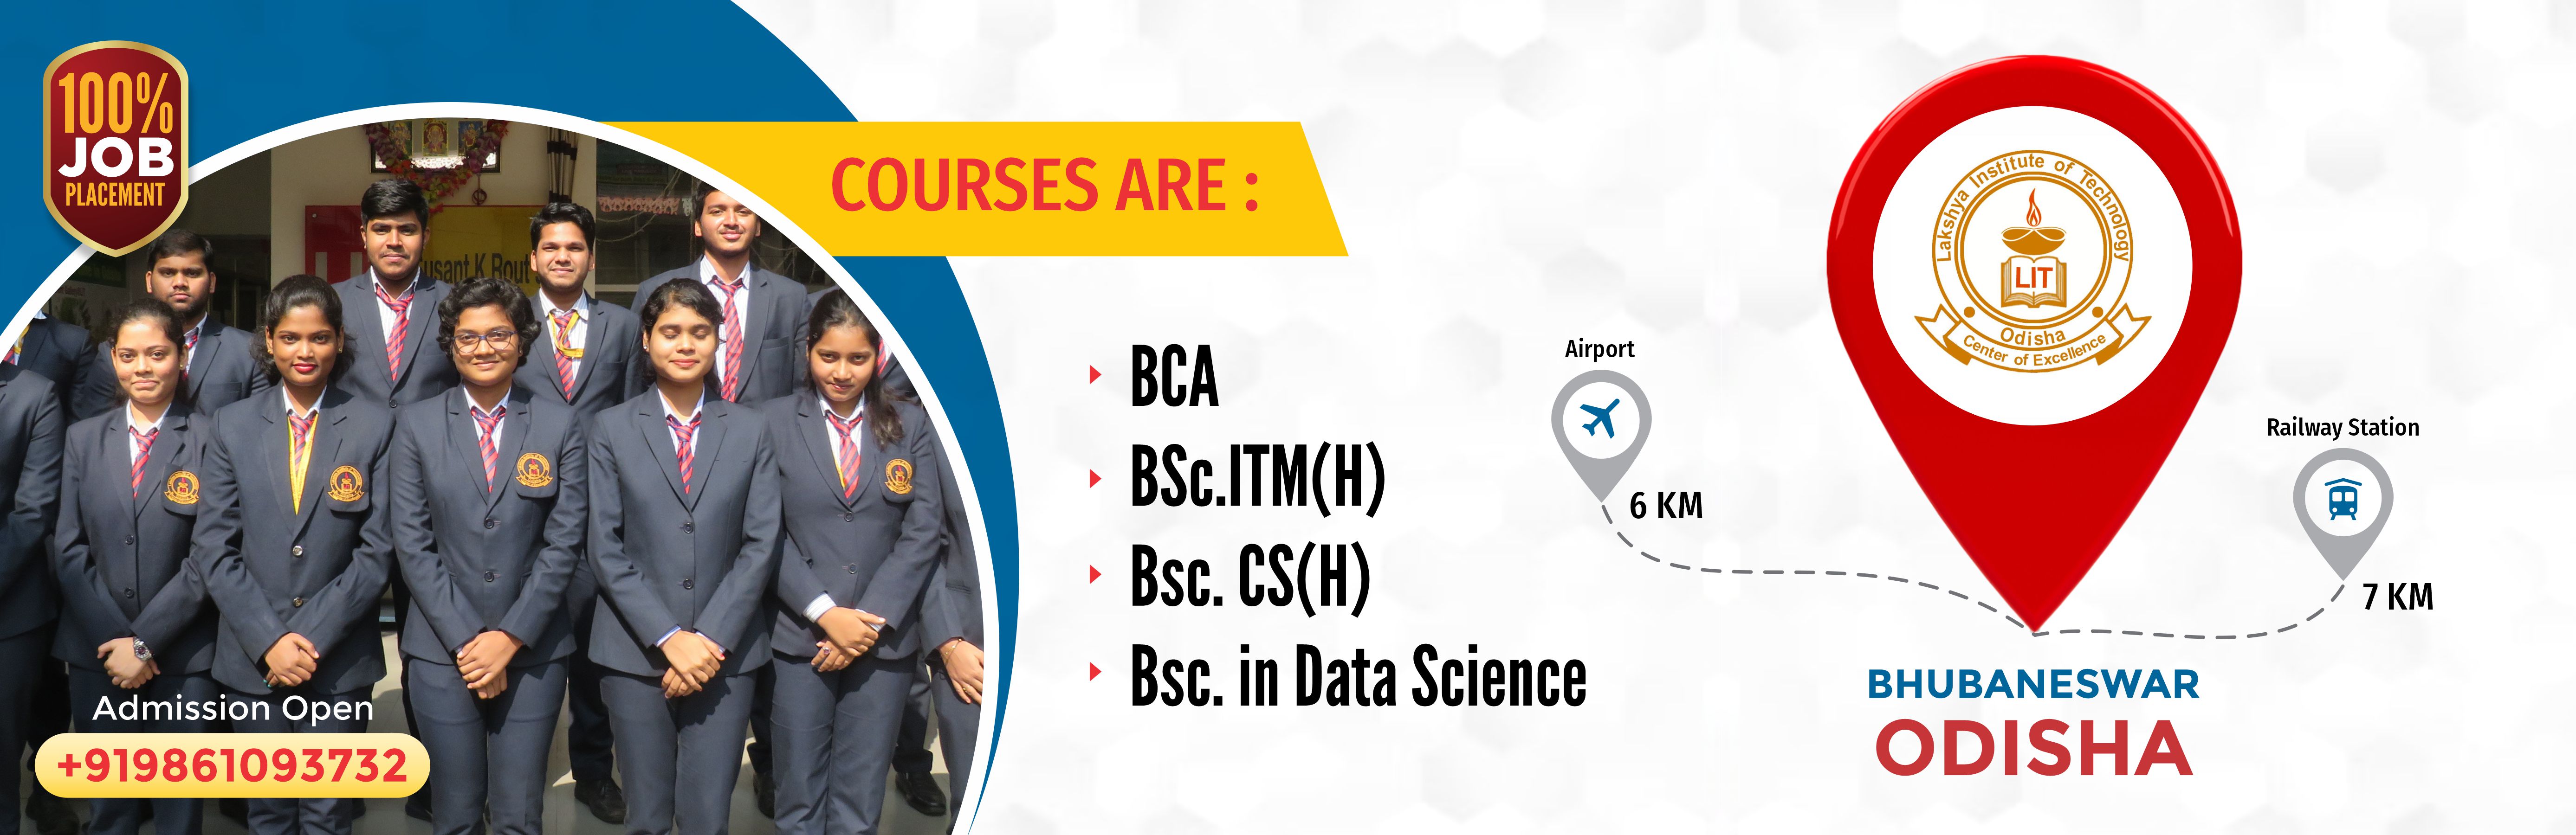 100%
JOB
PLACEMENT
usant K Rout
Admission Open
+919861093732
COURSES ARE :
BCA
BSc.ITM(H)
Bsc. CS(H)
Bsc. in Data Science
Airport
6 KM
Lakshya Institute of Technology
LIT
Odisha
Center of Excellence
Railway Station
7 KM
BHUBANESWAR
ODISHA